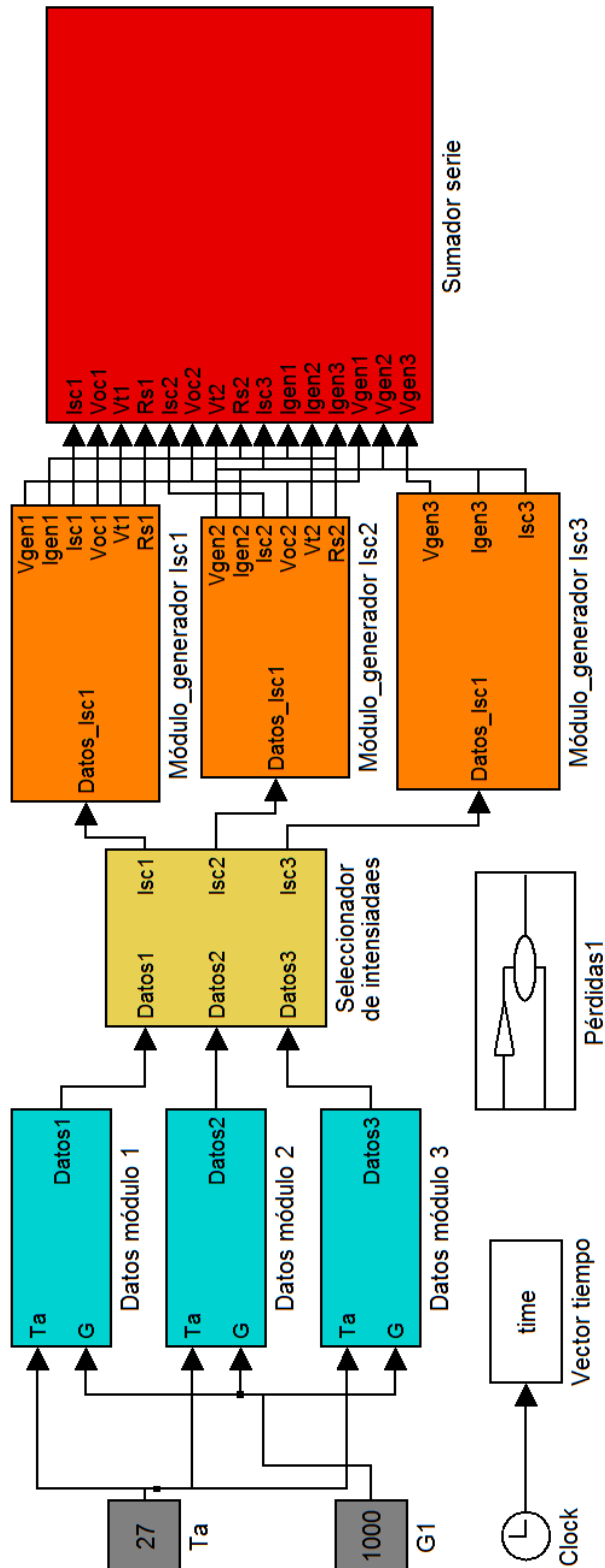 27
Ta
1000
G1
Clock
time
Vector tiempo
Ta
G
Datos1
Datos módulo 1
Ta
G
Datos2
Datos módulo 2
Ta
G
Datos3
Datos módulo 3
Pérdidas1
Datos1
Datos2
Datos3
Isc1
Isc2
Isc3
Seleccionador
de intensiadaes
Datos_Isc1
Vgen1
Igen1
Isc1
Voc1
Vt1
Rs1
Módulo_generador Isc1
Datos_Isc1
Vgen2
Igen2
Isc2
Voc2
Vt2
Rs2
Módulo_generador Isc2
Datos_Isc1
Vgen3
Igen3
Isc3
Módulo_generador Isc3
Isc1
Voc1
Vt1
Rs1
Isc2
Voc2
Vt2
Rs2
Isc3
Igen1
Igen2
Igen3
Vgen1
Vgen2
Vgen3
Sumador serie